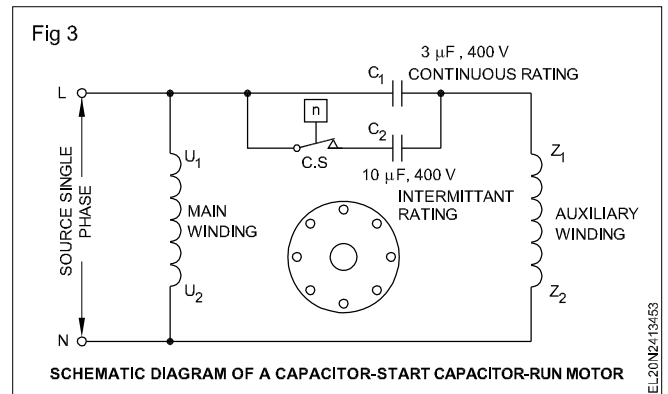 Fig 3
3 µF , 400 V
C1
CONTINUOUS RATING
L
n
C2
C.S
10 µF, 400 V
INTERMITTANT
RATING
U1
Z1
SOURCE SINGLE
PHASE
MAIN
WINDING
AUXILIARY
WINDING
U2
Z2
N
SCHEMATIC DIAGRAM OF A CAPACITOR-START CAPACITOR-RUN MOTOR
EL20N2413453